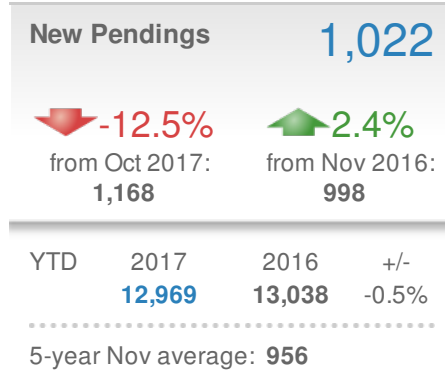 New Pendings 1,022
-12.5% 2.4%
from Oct 2017: from Nov 2016:
1,168 998
YTD 2017 2016 +/-
12,969 13,038 -0.5%
5-year Nov average: 956